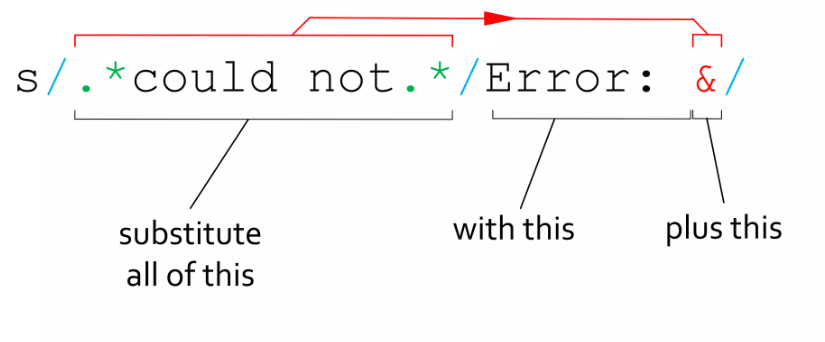 s/.*could not.*/Error: &/
substitute
all of this
with this
plus this